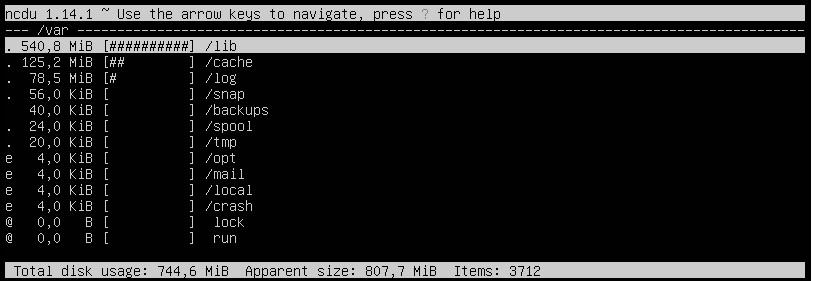 ncdu 1.14.1 ~ Use the arrow keys to navigate, press ? for help
--- /var -----------------------------------------------------------------------------------------
. 540,8 MiB [##########] /lib
. 125,2 MiB [##        ] /cache
.  78,5 MiB [#         ] /log
.  56,0 KiB [          ] /snap
   40,0 KiB [          ] /backups
.  24,0 KiB [          ] /spool
.  20,0 KiB [          ] /tmp
e   4,0 KiB [          ] /opt
e   4,0 KiB [          ] /mail
e   4,0 KiB [          ] /local
e   4,0 KiB [          ] /crash
@   0,0   B [          ]  lock
@   0,0   B [          ]  run
Total disk usage: 744,6 MiB  Apparent size: 807,7 MiB  Items: 3712